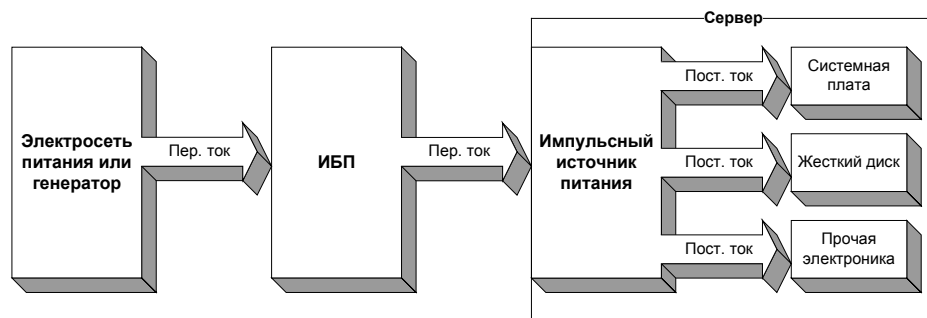 Сервер
Электросеть
питания или
генератор
Пер. ток
ИБП
Пер. ток
Импульсный
источник
питания
Пост. ток
Системная
плата
Пост. ток
Жесткий диск
Пост. ток
Прочая
электроника